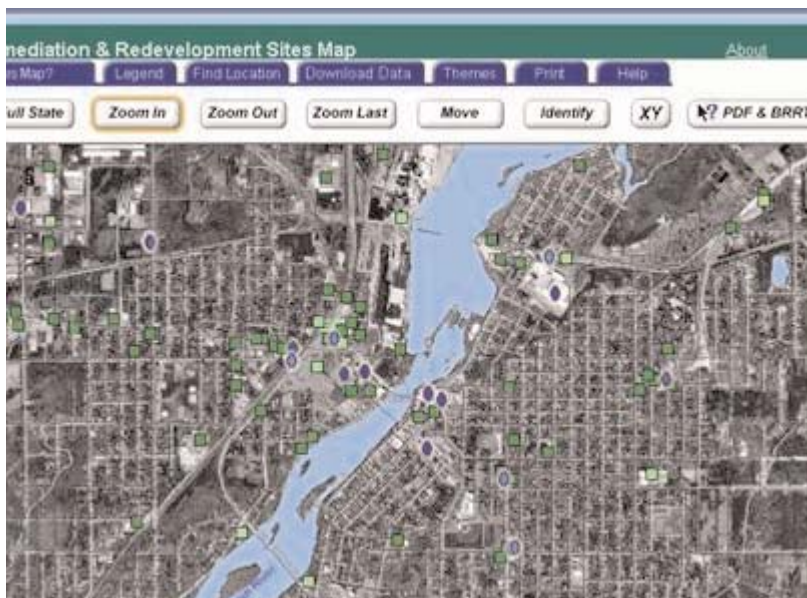 mediation & Redevelopment Sites Map
About
Map? Legend Find Location Download Data Themes Print Help
ull State Zoom In Zoom Out Zoom Last Move Identify XY PDF & BRRT